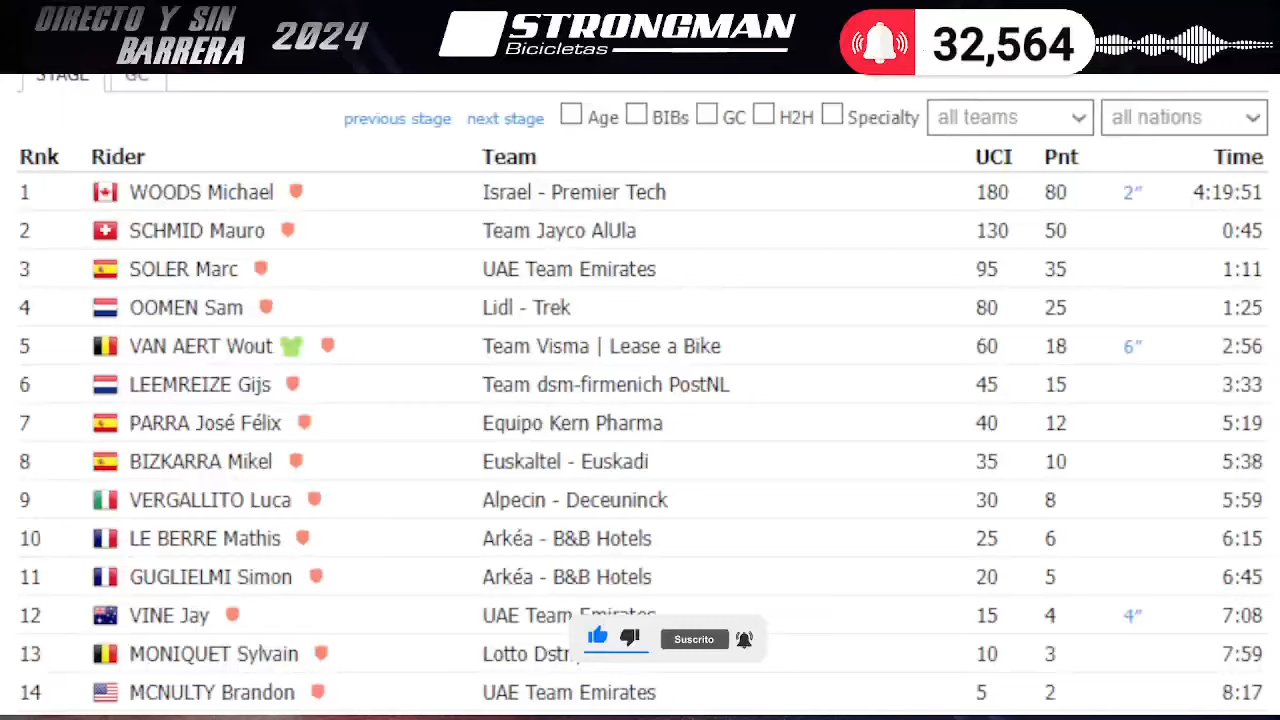 DIRECTO Y SIN
BARRERA
2024
STRONGMAN
Bicicletas
32,564
STAGE GC
previous stage next stage Age BIBs GC H2H Specialty all teams all nations
Rnk Rider Team UCI Pnt Time
1 WOODS Michael Israel - Premier Tech 180 80 2″ 4:19:51
2 SCHMID Mauro Team Jayco AlUla 130 50 0:45
3 SOLER Marc UAE Team Emirates 95 35 1:11
4 OOMEN Sam Lidl - Trek 80 25 1:25
5 VAN AERT Wout Team Visma | Lease a Bike 60 18 6″ 2:56
6 LEEMREIZE Gijs Team dsm-firmenich PostNL 45 15 3:33
7 PARRA José Félix Equipo Kern Pharma 40 12 5:19
8 BIZKARRA Mikel Euskaltel - Euskadi 35 10 5:38
9 VERGALLITO Luca Alpecin - Deceuninck 30 8 5:59
10 LE BERRE Mathis Arkéa - B&B Hotels 25 6 6:15
11 GUGLIELMI Simon Arkéa - B&B Hotels 20 5 6:45
12 VINE Jay UAE Team Emirates 15 4 4″ 7:08
Suscrito
13 MONIQUET Sylvain Lotto 10 3 7:59
14 MCNULTY Brandon UAE Team Emirates 5 2 8:17